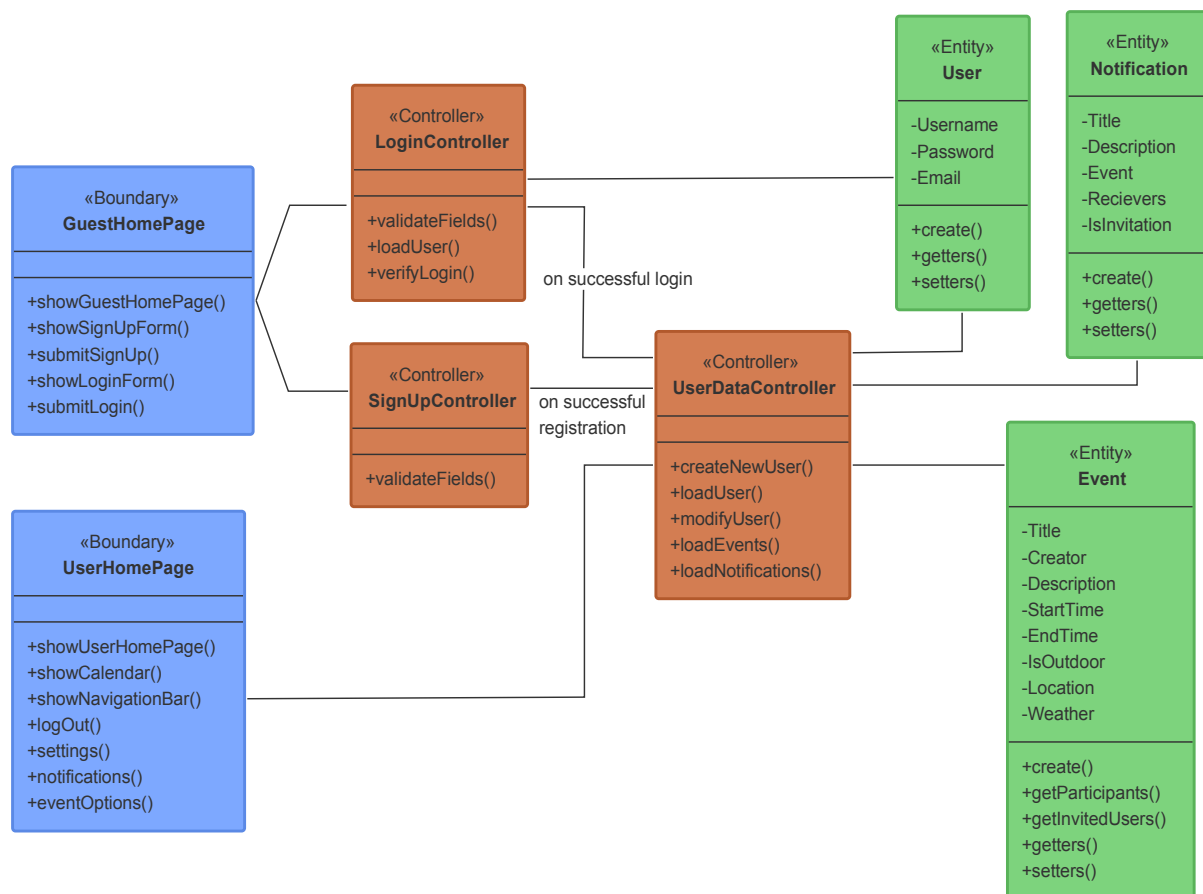 «Boundary»
GuestHomePage
+showGuestHomePage()
+showSignUpForm()
+submitSignUp()
+showLoginForm()
+submitLogin()
«Boundary»
UserHomePage
+showUserHomePage()
+showCalendar()
+showNavigationBar()
+logOut()
+settings()
+notifications()
+eventOptions()
«Controller»
LoginController
+validateFields()
+loadUser()
+verifyLogin()
«Controller»
SignUpController
+validateFields()
on successful login
on successful
registration
«Controller»
UserDataController
+createNewUser()
+loadUser()
+modifyUser()
+loadEvents()
+loadNotifications()
«Entity»
User
-Username
-Password
-Email
+create()
+getters()
+setters()
«Entity»
Notification
-Title
-Description
-Event
-Recievers
-IsInvitation
+create()
+getters()
+setters()
«Entity»
Event
-Title
-Creator
-Description
-StartTime
-EndTime
-IsOutdoor
-Location
-Weather
+create()
+getParticipants()
+getInvitedUsers()
+getters()
+setters()